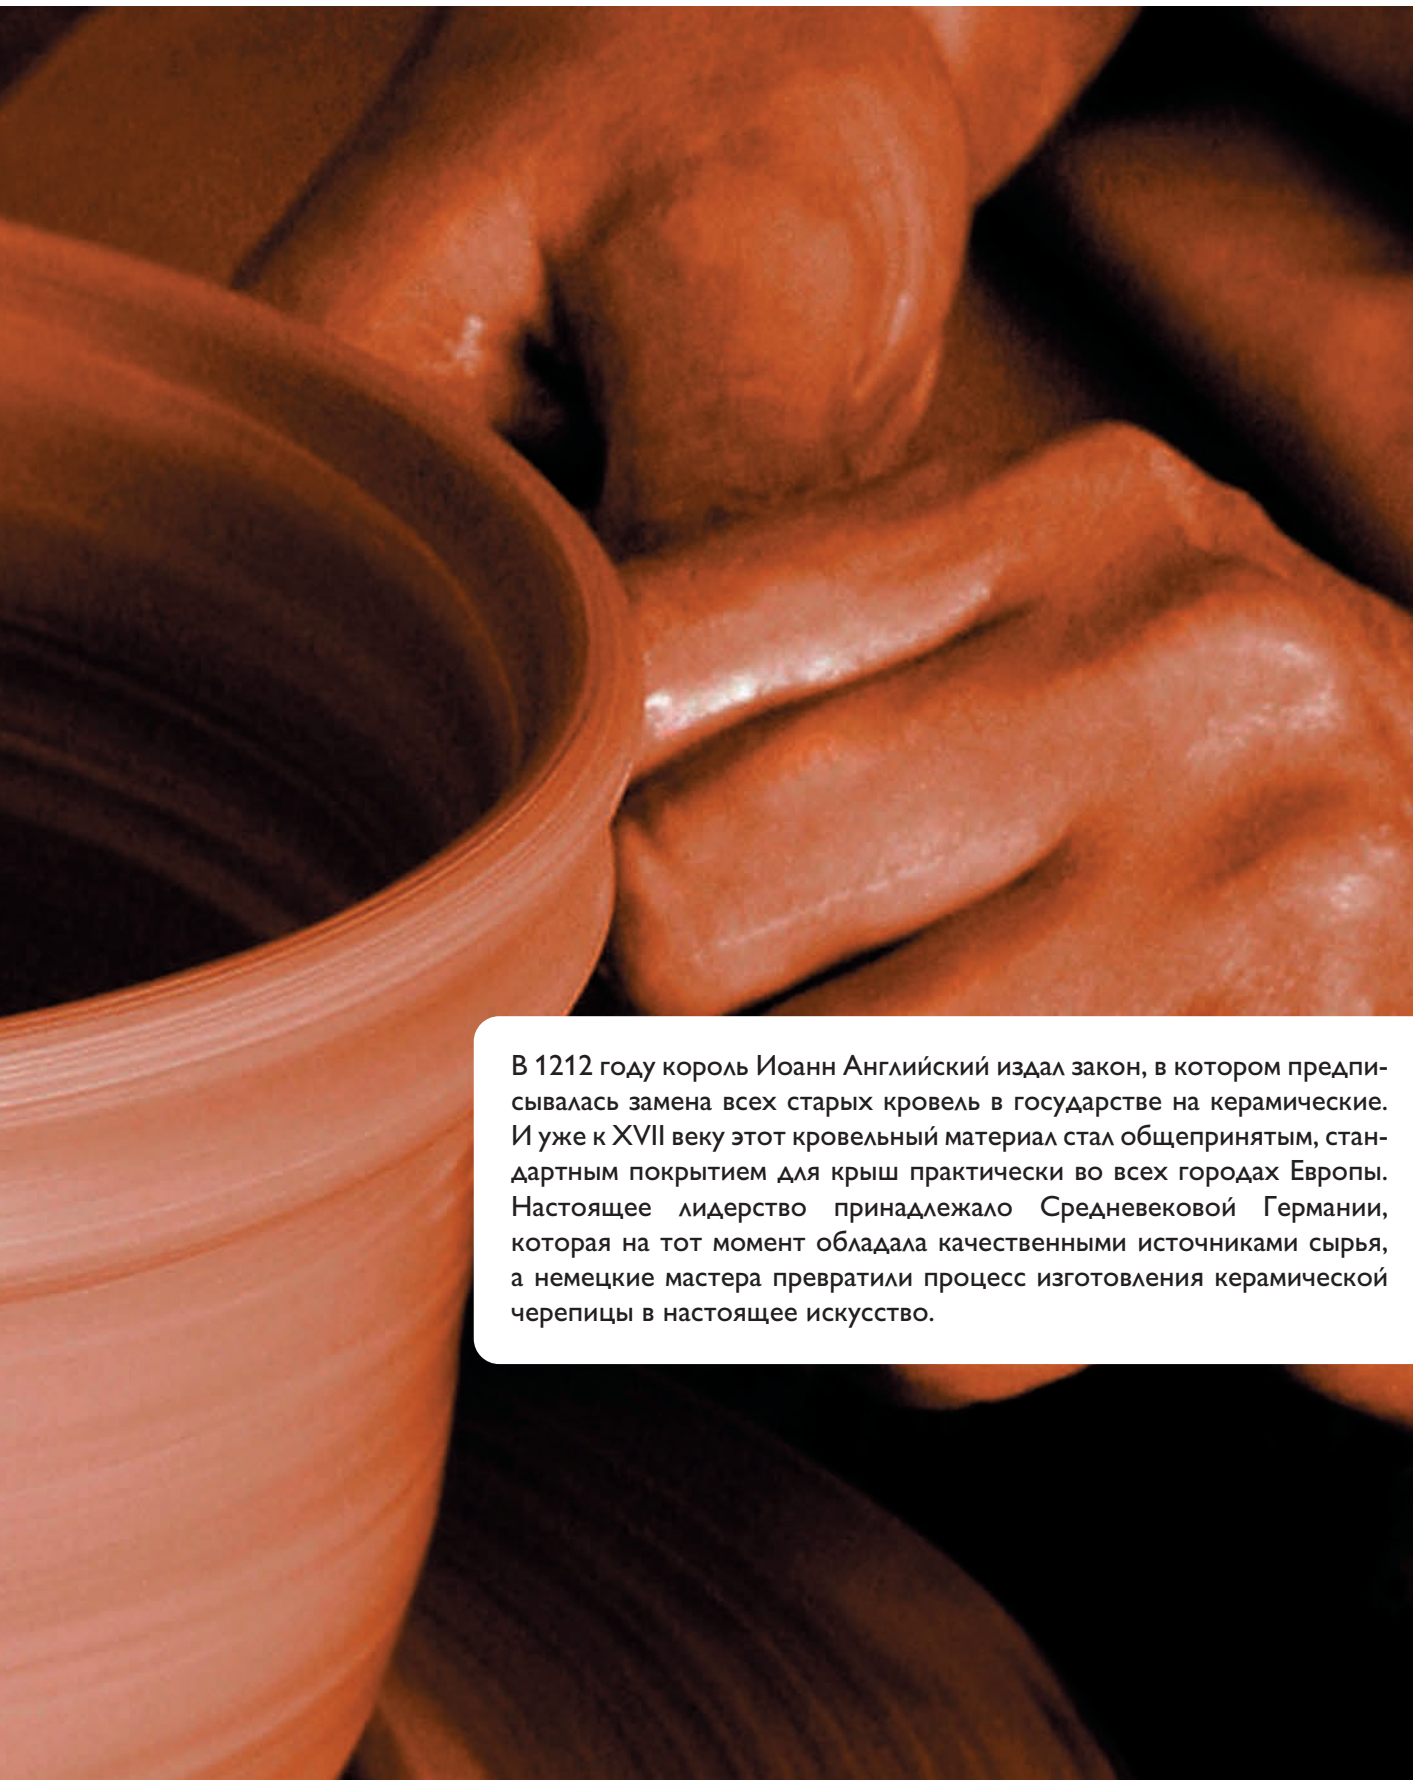 В 1212 году король Иоанн Английский издал закон, в котором предпи-
сывалась замена всех старых кровель в государстве на керамические.
И уже к XVII веку этот кровельный материал стал общепринятым, стан-
дартным покрытием для крыш практически во всех городах Европы.
Настоящее лидерство принадлежало Средневековой Германии,
которая на тот момент обладала качественными источниками сырья,
а немецкие мастера превратили процесс изготовления керамической
черепицы в настоящее искусство.